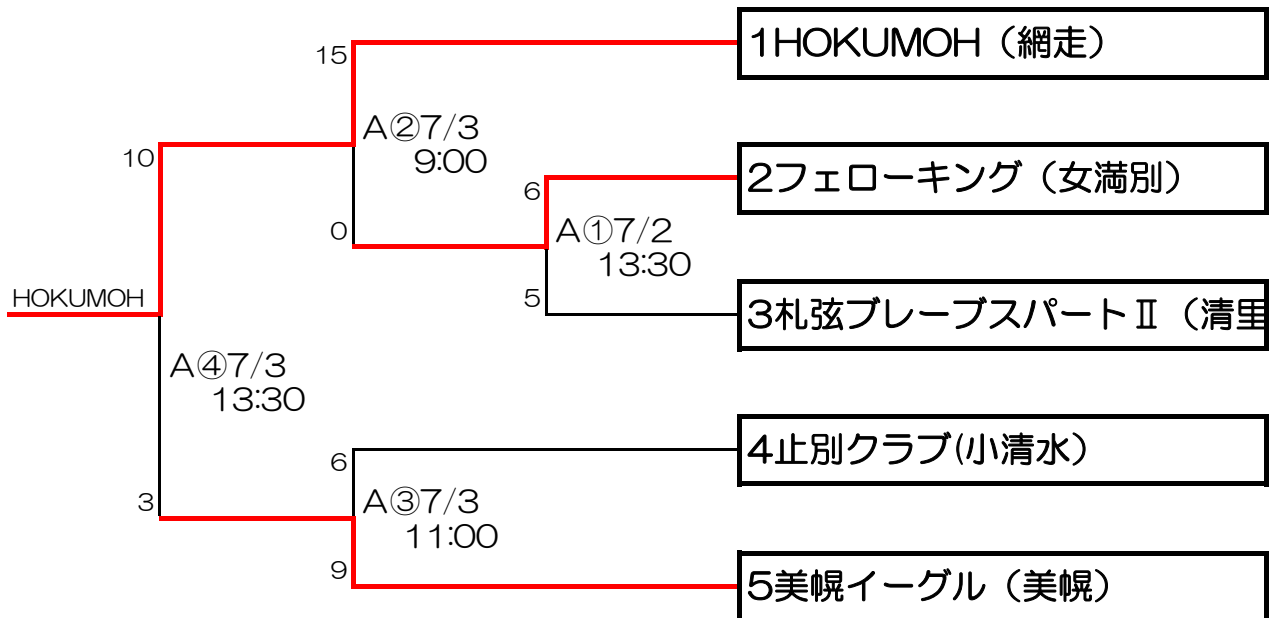 15
1HOKUMOH（網走）
A②7/3
9:00
10
2フェローキング（女満別）
6
0
A①7/2
13:30
5
HOKUMOH
3札弦ブレーブスパートⅡ（清里
A④7/3
13:30
4止別クラブ(小清水）
6
3
A③7/3
11:00
9
5美幌イーグル（美幌）